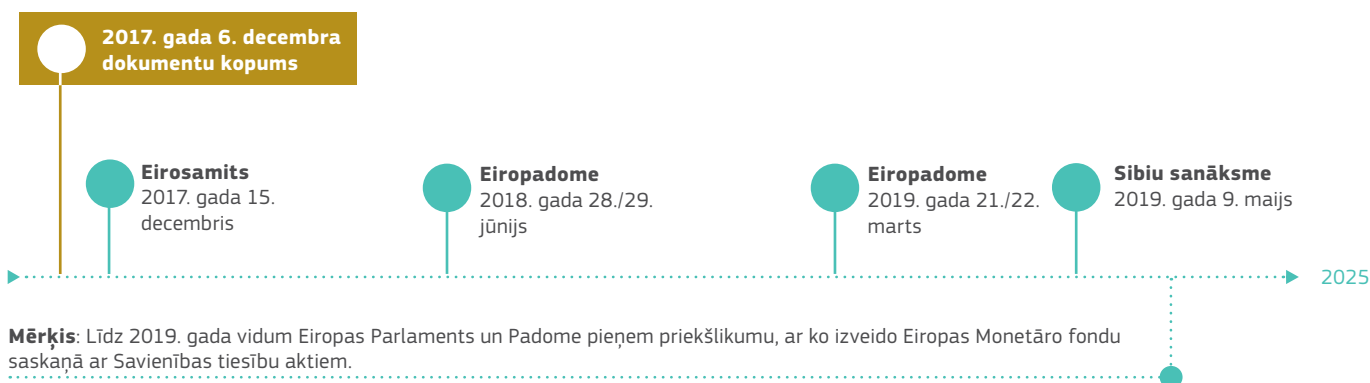 2017. gada 6. decembra
dokumentu kopums
Eirosamits
2017. gada 15.
decembris
Eiropadome
2018. gada 28./29.
jūnijs
Eiropadome
2019. gada 21./22.
marts
Sibiu sanāksme
2019. gada 9. maijs
2025
Mērķis: Līdz 2019. gada vidum Eiropas Parlaments un Padome pieņem priekšlikumu, ar ko izveido Eiropas Monetāro fondu
saskaņā ar Savienības tiesību aktiem.